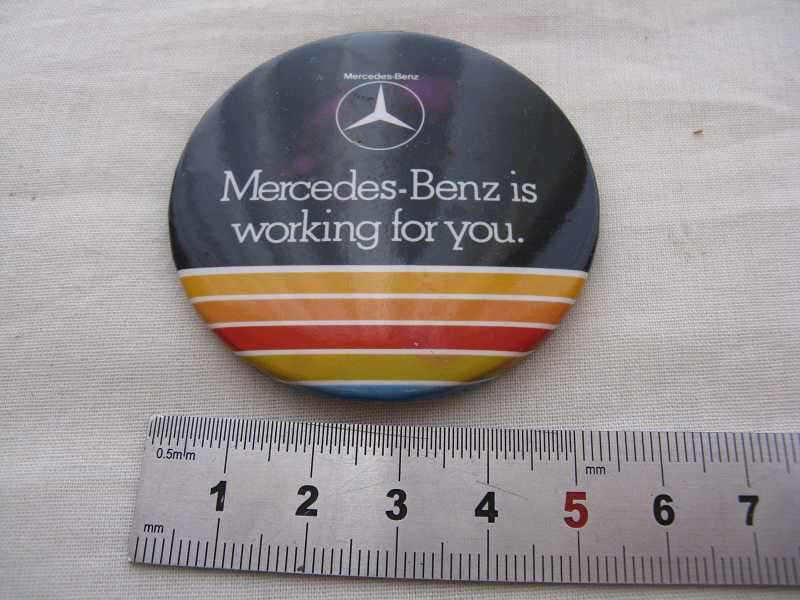 Mercedes-Benz
Mercedes-Benz is
working for you.
0.5mm
mm
1 2 3 4 5 6 7
mm